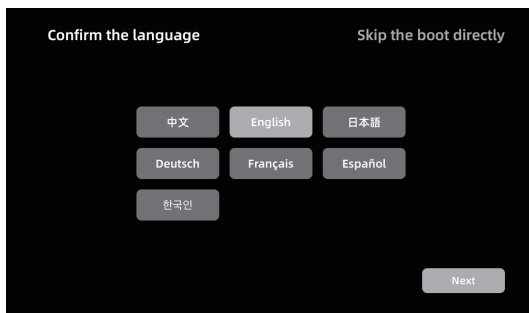 Confirm the language
Skip the boot directly
中文
English
日本語
Deutsch
Français
Español
한국인
Next